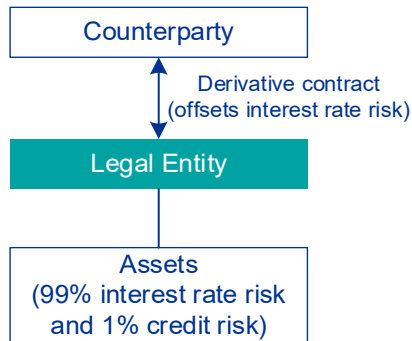 Counterparty
Derivative contract
(offsets interest rate risk)
Legal Entity
Assets
(99% interest rate risk
and 1% credit risk)